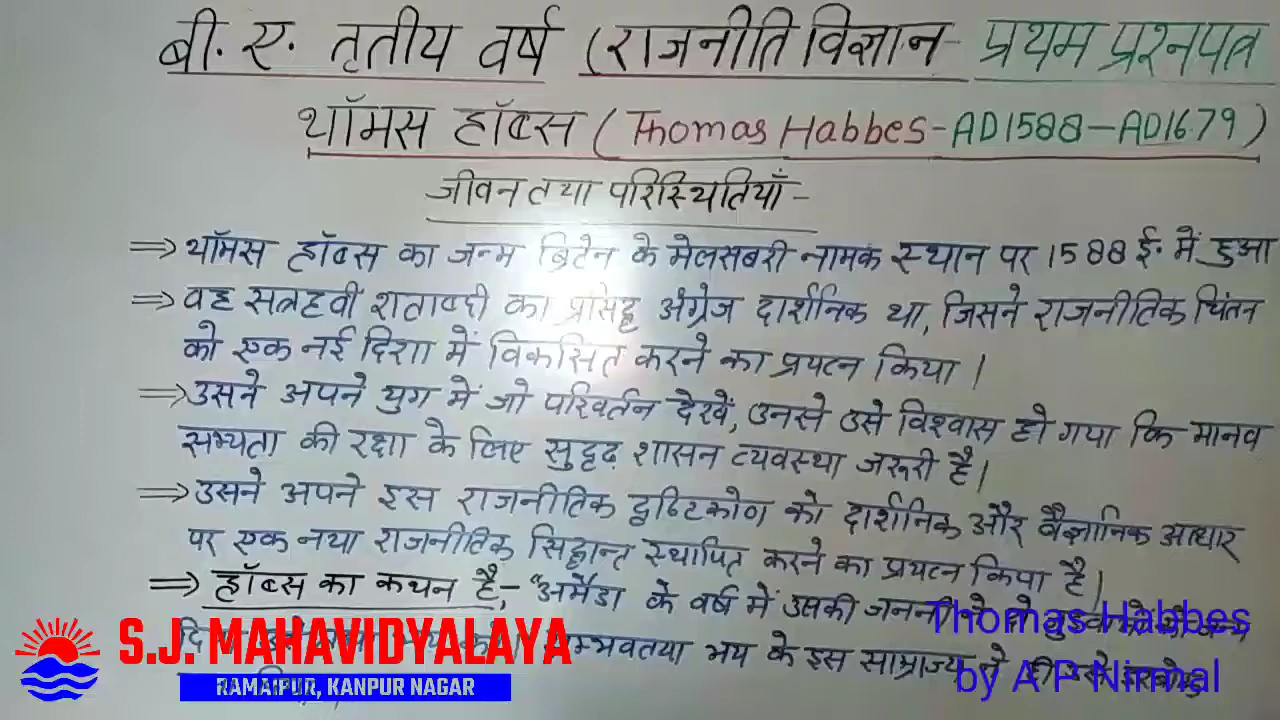 बी. ए. तृतीय वर्ष (राजनीति विज्ञान - प्रथम प्रश्नपत्र
थॉमस हॉब्स (Thomas Habbes-AD1588-AD1679)
जीवन तथा परिस्थितियाँ -
⇒ थॉमस हॉब्स का जन्म ब्रिटेन के मेलसबरी नामक स्थान पर 1588 ई. में हुआ
⇒ वह सत्रहवी शताब्दी का प्रसिद्ध अंग्रेज दार्शनिक था, जिसने राजनीतिक चिंतन
को एक नई दिशा में विकसित करने का प्रयत्न किया।
⇒ उसने अपने युग में जो परिवर्तन देखें, उनसे उसे विश्वास हो गया कि मानव
सभ्यता की रक्षा के लिए सुदृढ़ शासन व्यवस्था जरूरी है।
⇒ उसने अपने इस राजनीतिक दृष्टिकोण को दार्शनिक और वैज्ञानिक आधार
पर एक नया राजनीतिक सिद्धान्त स्थापित करने का प्रयत्न किया है।
⇒ हॉब्स का कथन है,- "अर्मैडा के वर्ष में उसकी जननी ने
भय के इस साम्राज्य ने ही उसे
Thomas Habbes
by A P Nirmal
S.J. MAHAVIDYALAYA
RAMAIPUR, KANPUR NAGAR